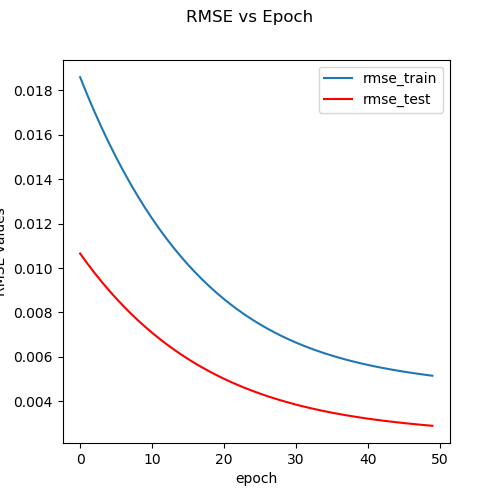 RMSE vs Epoch
rmse_train
rmse_test
0.018
0.016
0.014
0.012
0.010
0.008
0.006
0.004
RMSE values
0
10
20
30
40
50
epoch